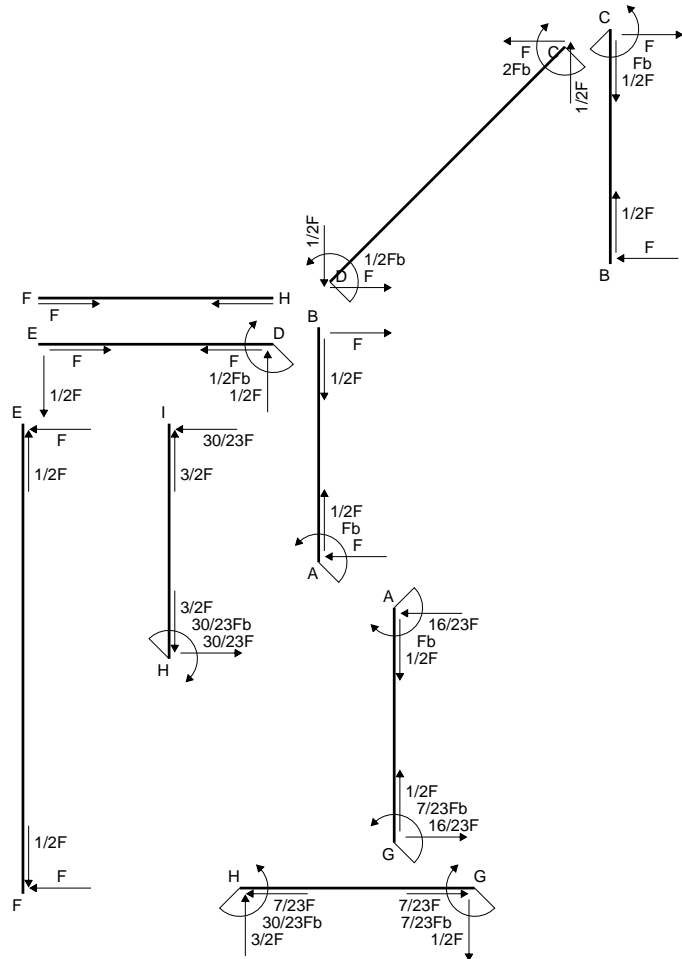 C
F
Fb
1/2F
1/2F
F
B
C
F
2Fb
1/2F
1/2F
1/2Fb
D
F
F
F
H
E
F
F
D
1/2Fb
1/2F
1/2F
B
F
1/2F
1/2F
Fb
F
A
E
F
1/2F
1/2F
F
F
I
30/23F
3/2F
3/2F
30/23Fb
30/23F
H
A
16/23F
Fb
1/2F
1/2F
7/23Fb
16/23F
G
H
G
7/23F
30/23Fb
3/2F
7/23F
7/23Fb
1/2F